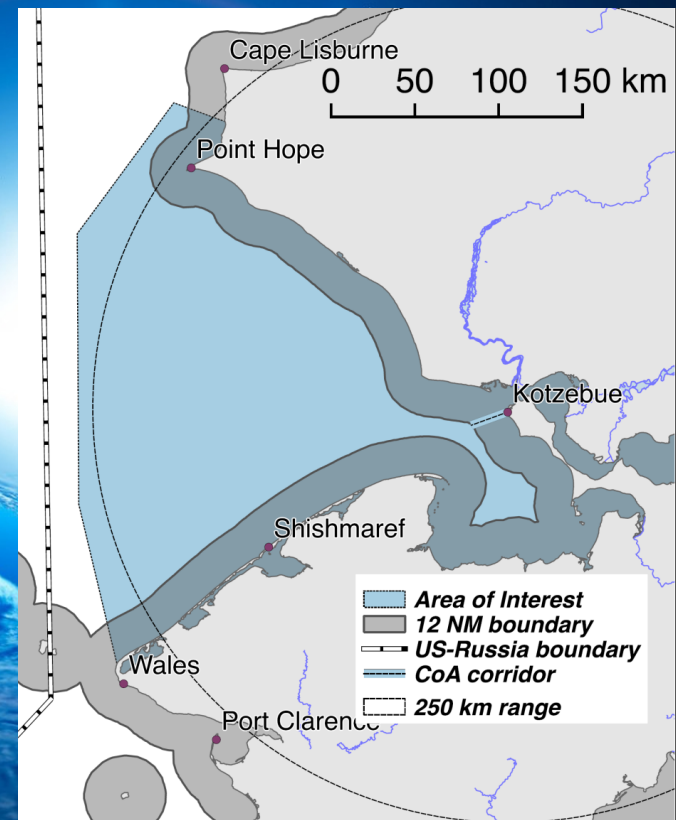 Cape Lisburne
0 50 100 150 km
Point Hope
Kotzebue
Shishmaref
Area of Interest
12 NM boundary
US-Russia boundary
Wales
CoA corridor
250 km range
Port Clarence